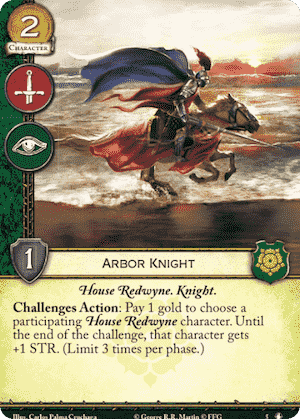 2
CHARACTER
1
ARBOR KNIGHT
House Redwyne. Knight.
Challenges Action: Pay 1 gold to choose a
participating House Redwyne character. Until
the end of the challenge, that character gets
+1 STR. (Limit 3 times per phase.)
Illus. Carlos Palma Cruchaga © George R.R. Martin © FFG 5